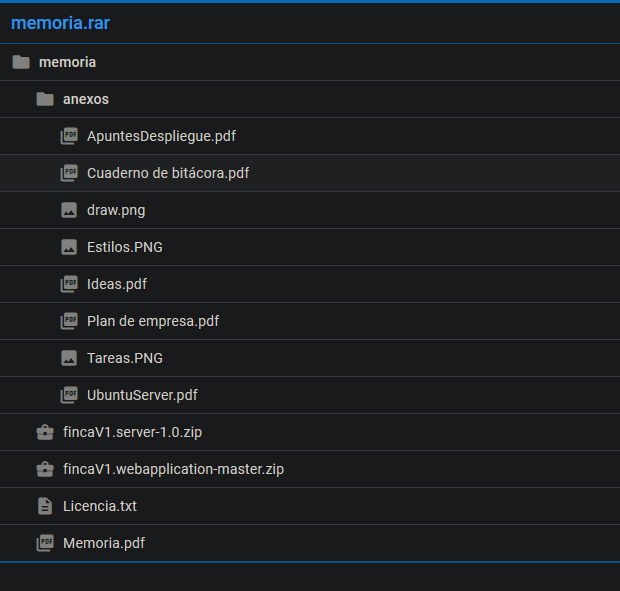 memoria.rar
memoria
anexos
ApuntesDespliegue.pdf
Cuaderno de bitácora.pdf
draw.png
Estilos.PNG
Ideas.pdf
Plan de empresa.pdf
Tareas.PNG
UbuntuServer.pdf
fincaV1.server-1.0.zip
fincaV1.webapplication-master.zip
Licencia.txt
Memoria.pdf